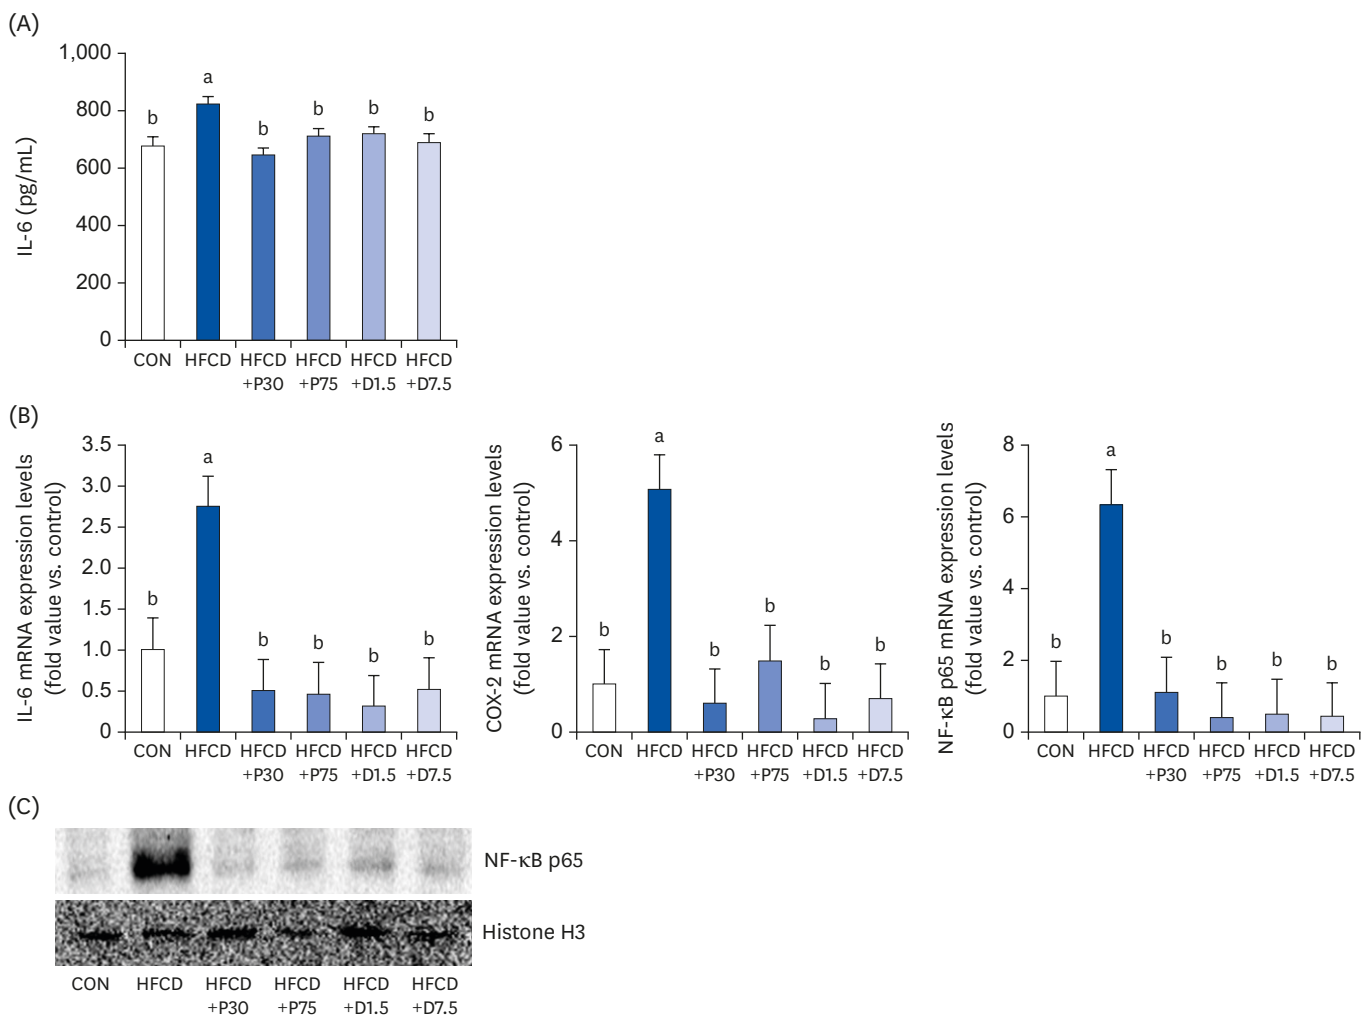 (A)
1,000
800
600
400
200
0
IL-6 (pg/mL)
b
a
b
b
b
b
CON HFCD HFCD HFCD HFCD HFCD
+P30 +P75 +D1.5 +D7.5
(B)
3.5
3.0
2.5
2.0
1.5
1.0
0.5
0
IL-6 mRNA expression levels
(fold value vs. control)
b
a
b
b
b
b
CON HFCD HFCD HFCD HFCD HFCD
+P30 +P75 +D1.5 +D7.5
6
4
2
0
COX-2 mRNA expression levels
(fold value vs. control)
b
a
b
b
b
b
CON HFCD HFCD HFCD HFCD HFCD
+P30 +P75 +D1.5 +D7.5
8
6
4
2
0
NF-κB p65 mRNA expression levels
(fold value vs. control)
b
a
b
b
b
b
CON HFCD HFCD HFCD HFCD HFCD
+P30 +P75 +D1.5 +D7.5
(C)
NF-κB p65
Histone H3
CON HFCD HFCD HFCD HFCD HFCD
+P30 +P75 +D1.5 +D7.5